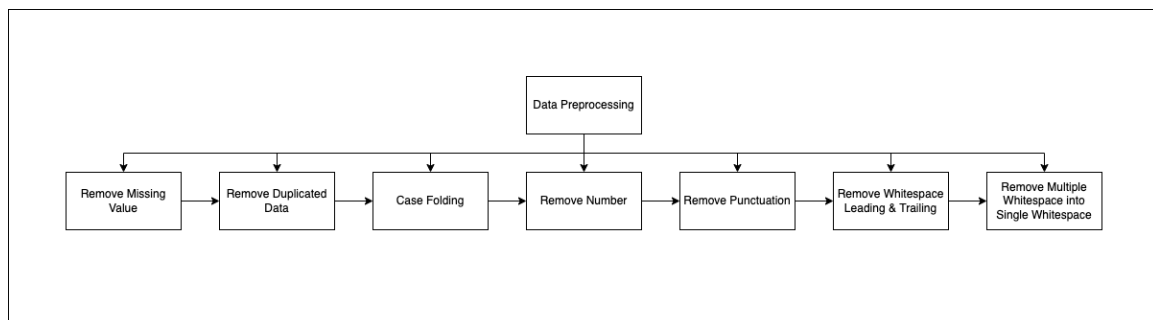 Data Preprocessing
Remove Missing
Value
Remove Duplicated
Data
Case Folding
Remove Number
Remove Punctuation
Remove Whitespace
Leading & Trailing
Remove Multiple
Whitespace into
Single Whitespace